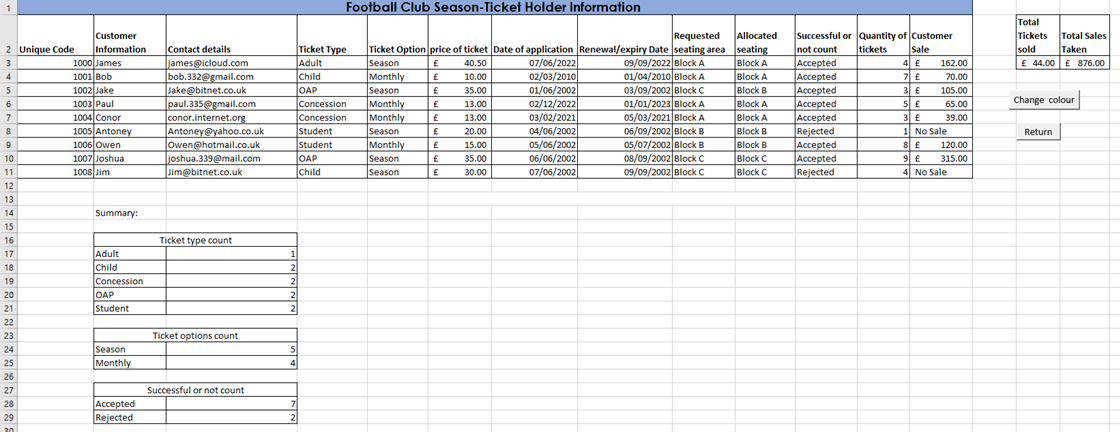 1 Football Club Season-Ticket Holder Information
2 Unique Code Customer Information Contact details Ticket Type Ticket Option price of ticket Date of application Renewal/expiry Date Requested seating area Allocated seating Successful or not count Quantity of tickets Customer Sale Total Tickets sold Total Sales Taken
3 1000 James james@icloud.com Adult Season £ 40.50 07/06/2022 09/09/2022 Block A Block A Accepted 4 £ 162.00 £ 44.00 £ 876.00
4 1001 Bob bob.332@gmail.com Child Monthly £ 10.00 02/03/2010 01/04/2010 Block A Block A Accepted 7 £ 70.00
5 1002 Jake Jake@bitnet.co.uk OAP Season £ 35.00 01/06/2002 03/09/2002 Block C Block B Accepted 3 £ 105.00
6 1003 Paul paul.335@gmail.com Concession Monthly £ 13.00 02/12/2022 01/01/2023 Block A Block A Accepted 5 £ 65.00
Change colour
7 1004 Conor conor.internet.org Concession Monthly £ 13.00 03/02/2021 05/03/2021 Block A Block A Accepted 3 £ 39.00
8 1005 Antoney Antoney@yahoo.co.uk Student Season £ 20.00 04/06/2002 06/09/2002 Block B Block B Rejected 1 No Sale
Return
9 1006 Owen Owen@hotmail.co.uk Student Monthly £ 15.00 05/06/2002 05/07/2002 Block B Block B Accepted 8 £ 120.00
10 1007 Joshua joshua.339@mail.com OAP Season £ 35.00 06/06/2002 08/09/2002 Block C Block C Accepted 9 £ 315.00
11 1008 Jim Jim@bitnet.co.uk Child Season £ 30.00 07/06/2002 09/09/2002 Block C Block C Rejected 4 No Sale
12
13
14 Summary:
15
16 Ticket type count
17 Adult 1
18 Child 2
19 Concession 2
20 OAP 2
21 Student 2
22
23 Ticket options count
24 Season 5
25 Monthly 4
26
27 Successful or not count
28 Accepted 7
29 Rejected 2
30